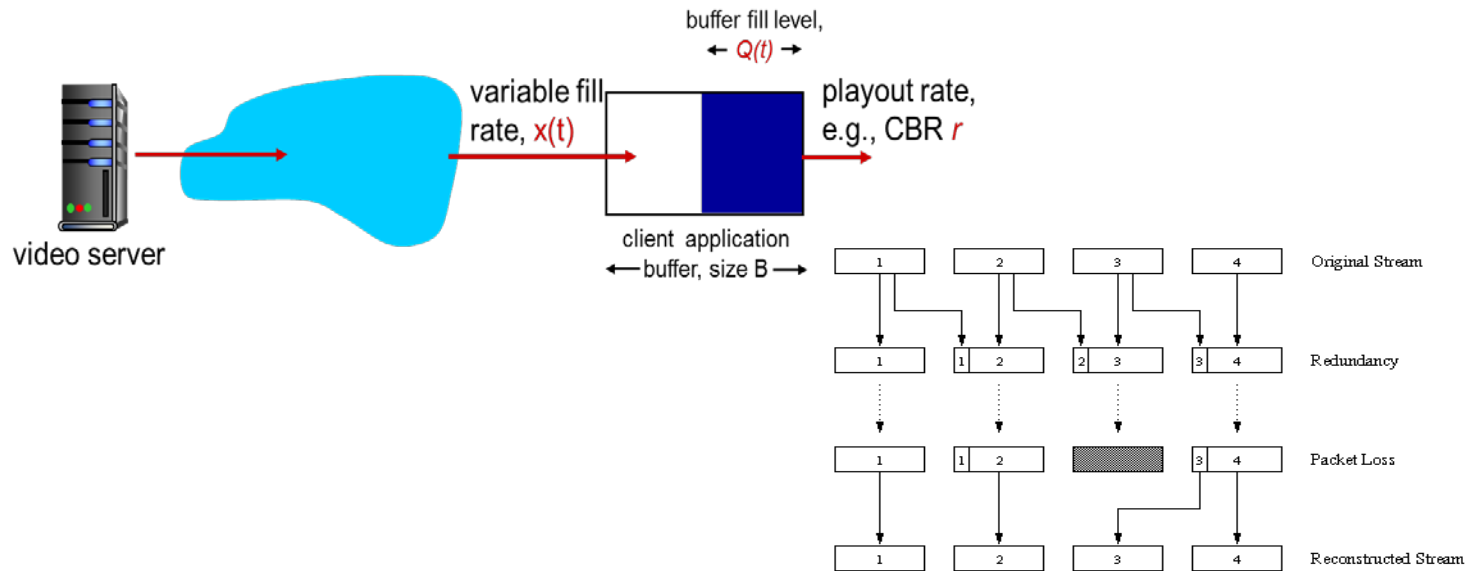 buffer fill level,
Q(t)
variable fill
rate, x(t)
playout rate,
e.g., CBR r
video server
client application
buffer, size B
1 2 3 4 Original Stream
1 1 2 2 3 3 4 Redundancy
1 1 2 3 4 Packet Loss
1 2 3 4 Reconstructed Stream